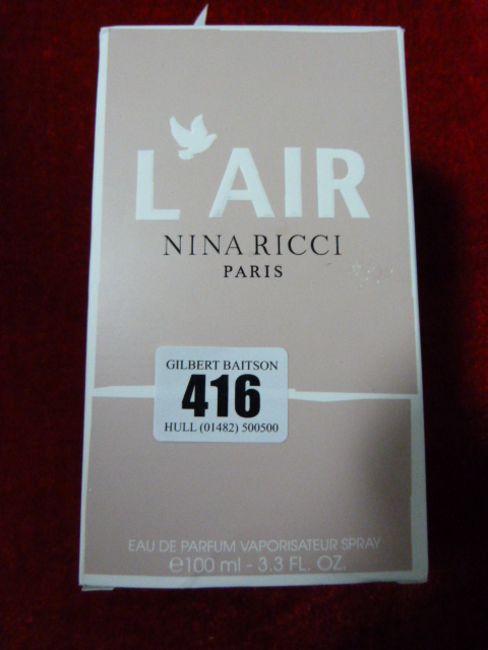 L'AIR
NINA RICCI
PARIS
GILBERT BAITSON
416
HULL (01482) 500500
EAU DE PARFUM VAPORISATEUR SPRAY
℮100 ml - 3.3 FL. OZ.